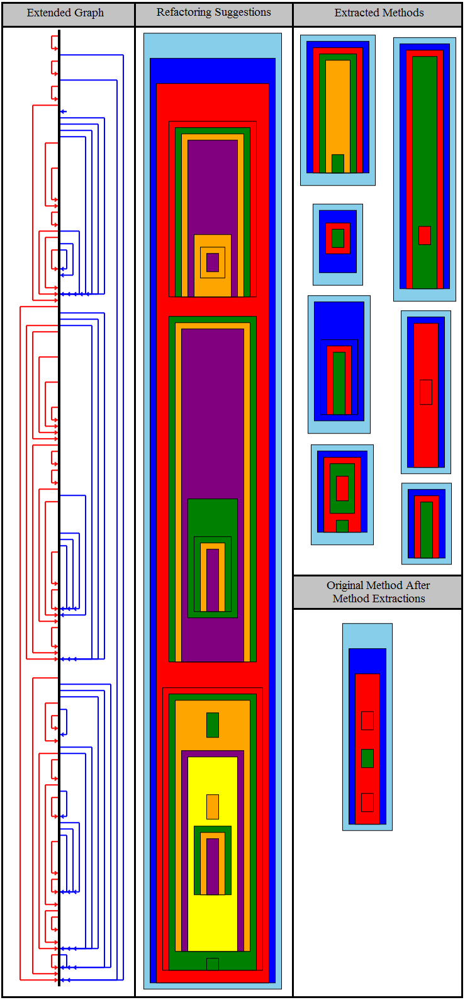 Extended Graph
Refactoring Suggestions
Extracted Methods
Original Method After
Method Extractions